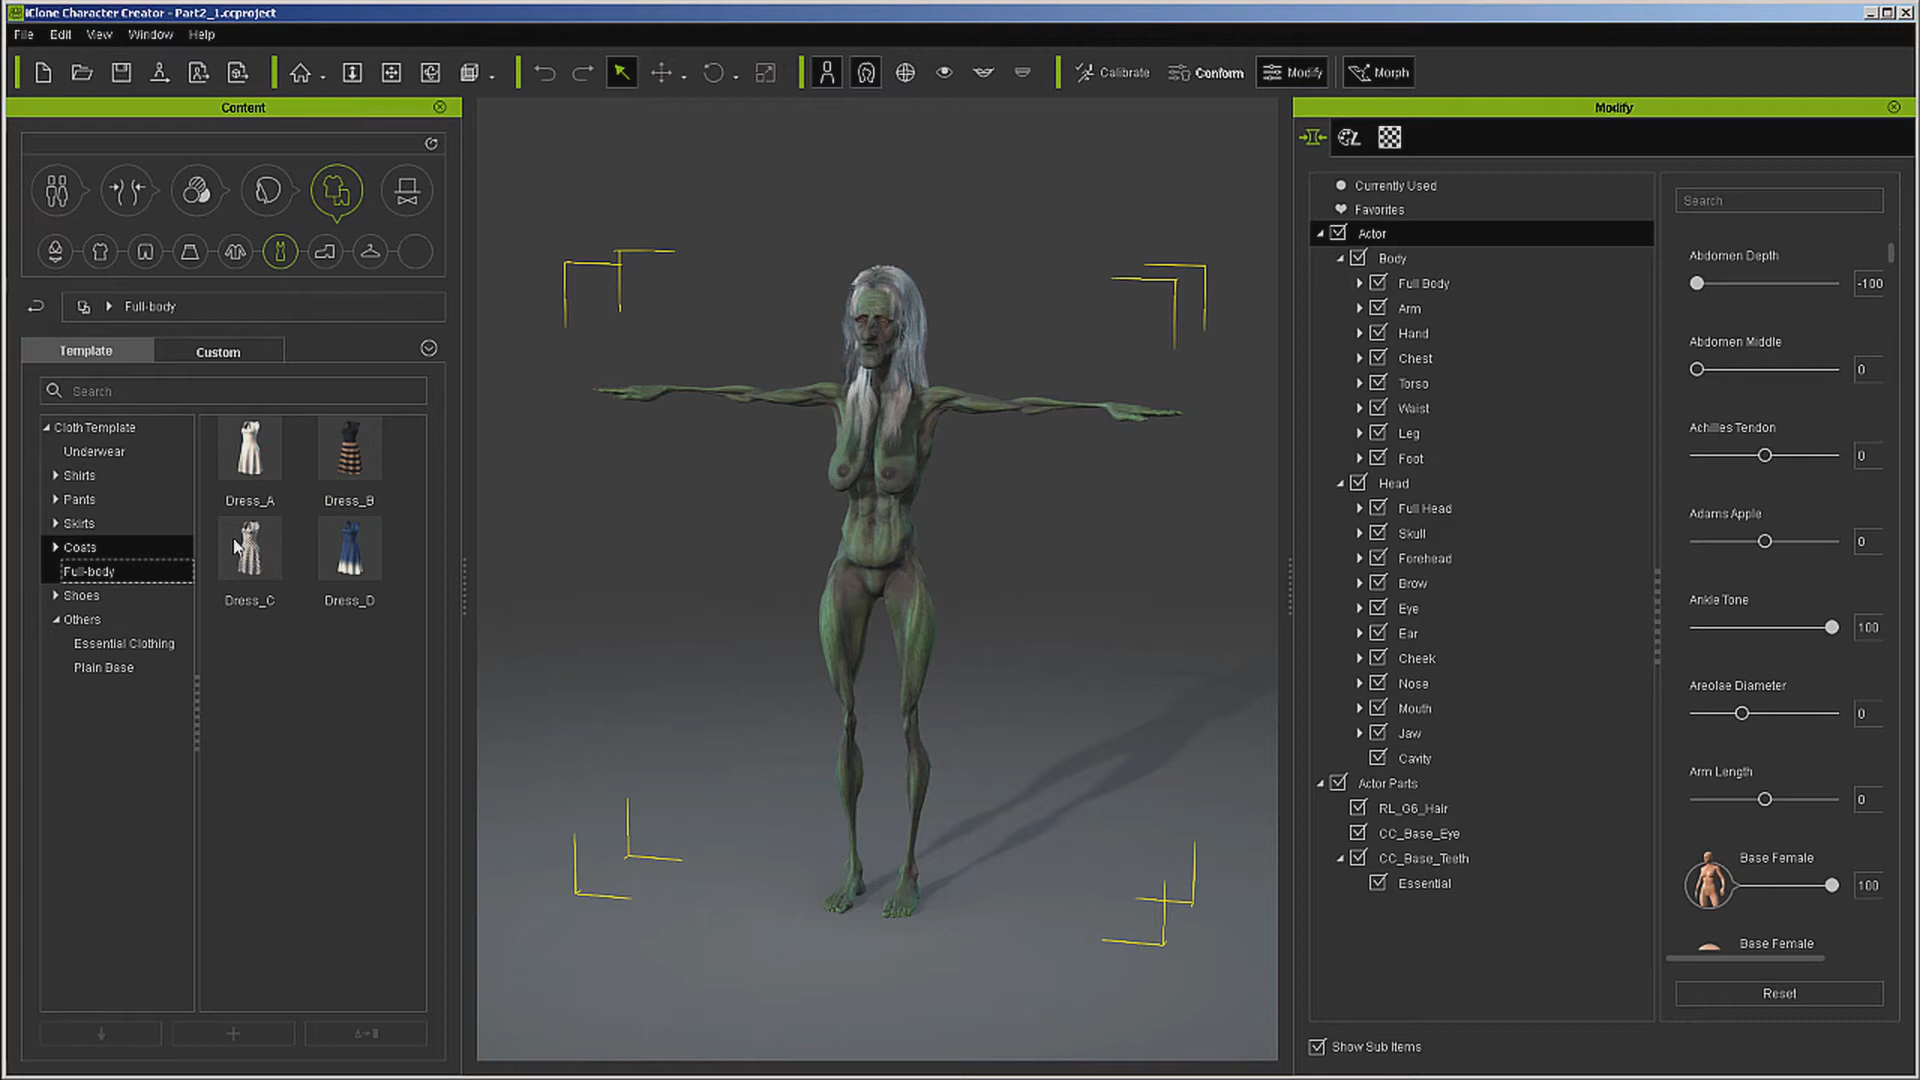 iClone Character Creator - Part2_1.ccproject
File Edit View Window Help
Calibrate Conform Modify Morph
Content
Full-body
Template Custom
Search
Cloth Template
Underwear
Shirts
Pants
Skirts
Coats
Full-body
Shoes
Others
Essential Clothing
Plain Base
Dress_A Dress_B
Dress_C Dress_D
Modify
Currently Used
Favorites
Actor
Body
Full Body
Arm
Hand
Chest
Torso
Waist
Leg
Foot
Head
Full Head
Skull
Forehead
Brow
Eye
Ear
Cheek
Nose
Mouth
Jaw
Cavity
Actor Parts
RL_G6_Hair
CC_Base_Eye
CC_Base_Teeth
Essential
Show Sub Items
Search
Abdomen Depth
-100
Abdomen Middle
0
Achilles Tendon
0
Adams Apple
0
Ankle Tone
100
Areolae Diameter
0
Arm Length
0
Base Female
100
Base Female
Reset